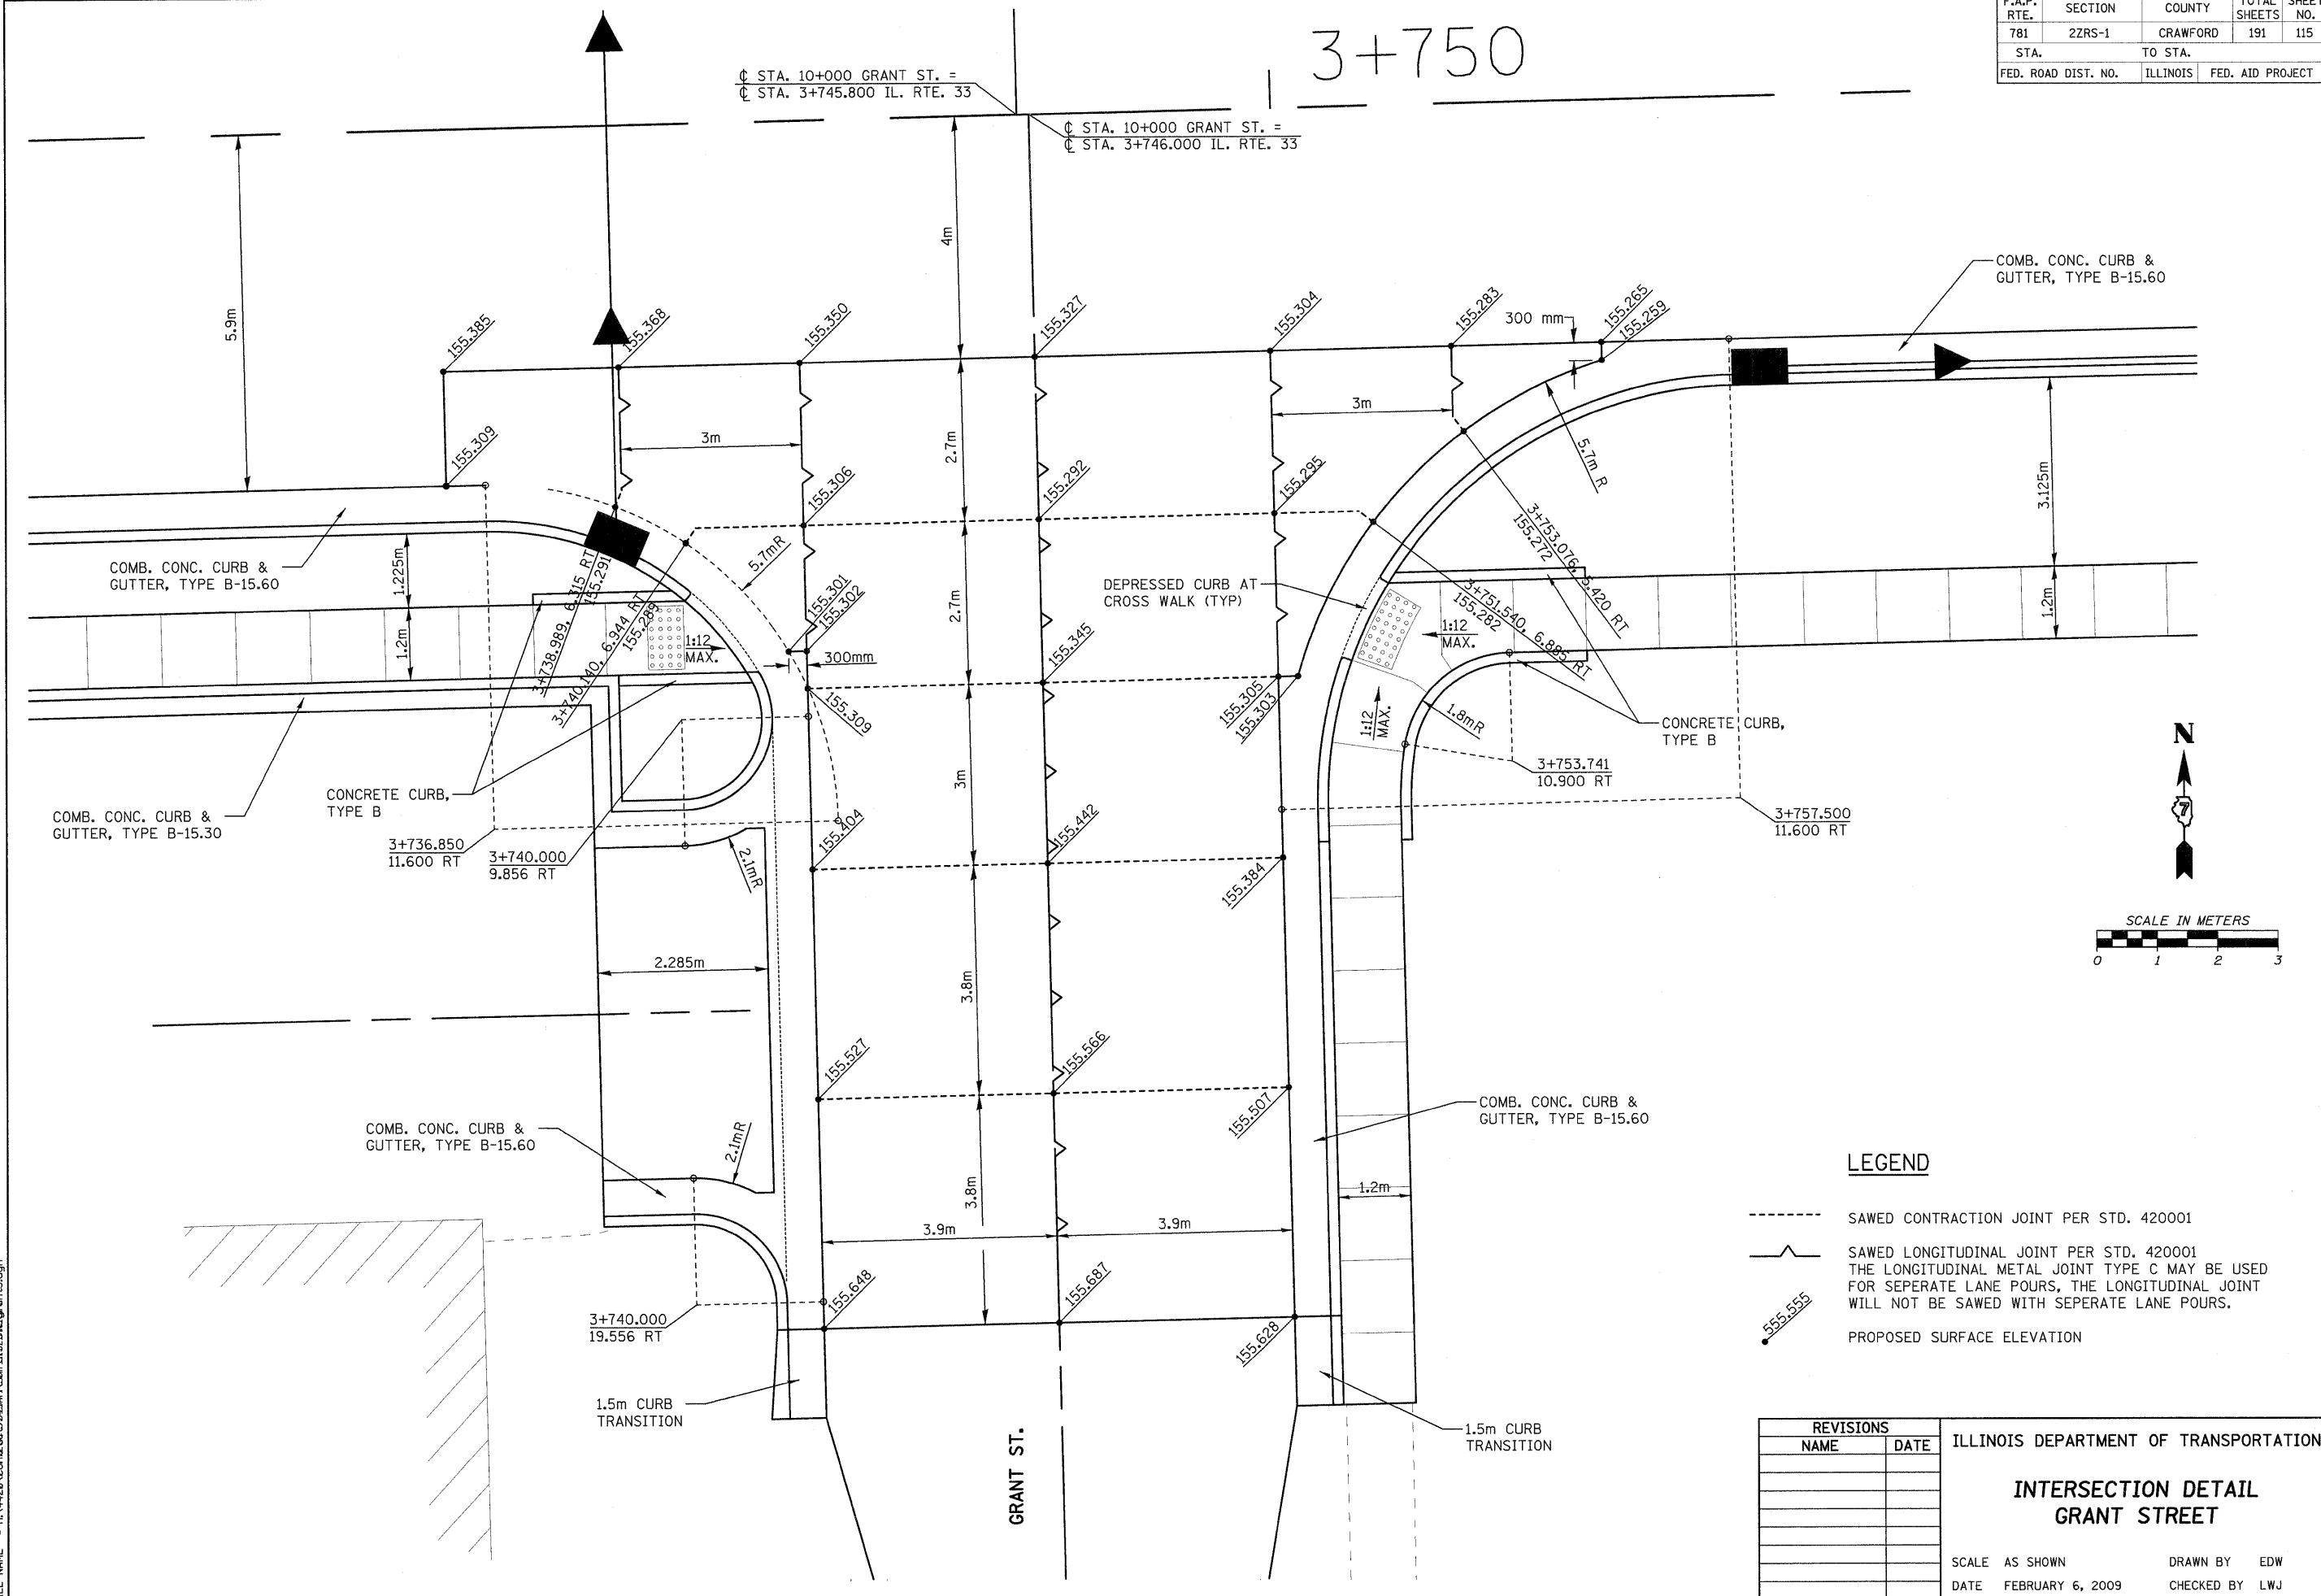 F.A.P. RTE. SECTION COUNTY TOTAL SHEETS SHEET NO.
781 2ZRS-1 CRAWFORD 191 115
STA. TO STA.
FED. ROAD DIST. NO. ILLINOIS FED. AID PROJECT
3+750
℄ STA. 10+000 GRANT ST. =
℄ STA. 3+745.800 IL. RTE. 33
℄ STA. 10+000 GRANT ST. =
℄ STA. 3+746.000 IL. RTE. 33
5.9m
4m
COMB. CONC. CURB &
GUTTER, TYPE B-15.60
155.385
155.368
155.350
155.327
155.304
155.283
300 mm
155.265
155.259
3m
3m
2.7m
5.7m R
155.309
155.306
155.292
155.295
3.125m
COMB. CONC. CURB &
GUTTER, TYPE B-15.60
1.225m
5.7mR
3+738.989, 6.315 RT
155.291
3+740.140, 6.944 RT
155.289
155.301
155.302
2.7m
DEPRESSED CURB AT
CROSS WALK (TYP)
3+753.076, 5.420 RT
155.272
3+751.540, 6.885 RT
155.282
1.2m
1:12
MAX.
300mm
155.345
1:12
MAX.
1.2m
155.309
155.305
155.303
1:12
MAX.
1.8mR
CONCRETE CURB,
TYPE B
3+753.741
10.900 RT
3m
CONCRETE CURB,
TYPE B
COMB. CONC. CURB &
GUTTER, TYPE B-15.30
3+736.850
11.600 RT
3+740.000
9.856 RT
2.1mR
155.404
155.442
155.384
3+757.500
11.600 RT
N
7
SCALE IN METERS
0 1 2 3
2.285m
3.8m
155.527
155.566
155.507
COMB. CONC. CURB &
GUTTER, TYPE B-15.60
COMB. CONC. CURB &
GUTTER, TYPE B-15.60
2.1mR
3.8m
1.2m
3.9m
3.9m
155.648
155.687
155.628
3+740.000
19.556 RT
1.5m CURB
TRANSITION
1.5m CURB
TRANSITION
GRANT ST.
LEGEND
SAWED CONTRACTION JOINT PER STD. 420001
SAWED LONGITUDINAL JOINT PER STD. 420001
THE LONGITUDINAL METAL JOINT TYPE C MAY BE USED
FOR SEPERATE LANE POURS, THE LONGITUDINAL JOINT
WILL NOT BE SAWED WITH SEPERATE LANE POURS.
555.555
PROPOSED SURFACE ELEVATION
REVISIONS
NAME DATE
ILLINOIS DEPARTMENT OF TRANSPORTATION
INTERSECTION DETAIL
GRANT STREET
SCALE AS SHOWN DRAWN BY EDW
DATE FEBRUARY 6, 2009 CHECKED BY LWJ